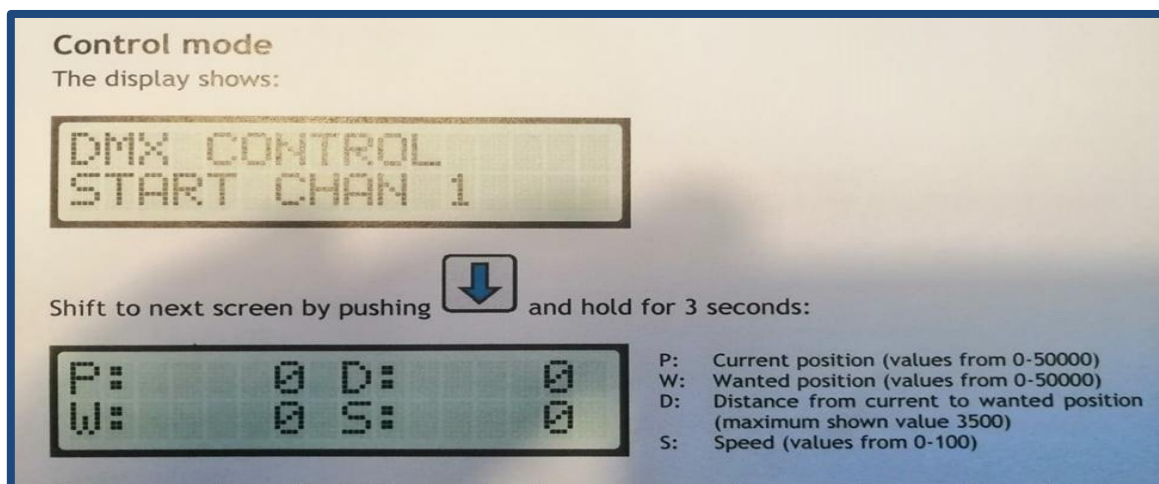 Control mode
The display shows:
DMX CONTROL
START CHAN 1
Shift to next screen by pushing and hold for 3 seconds:
P: 0 D: 0
W: 0 S: 0
P: Current position (values from 0-50000)
W: Wanted position (values from 0-50000)
D: Distance from current to wanted position
(maximum shown value 3500)
S: Speed (values from 0-100)